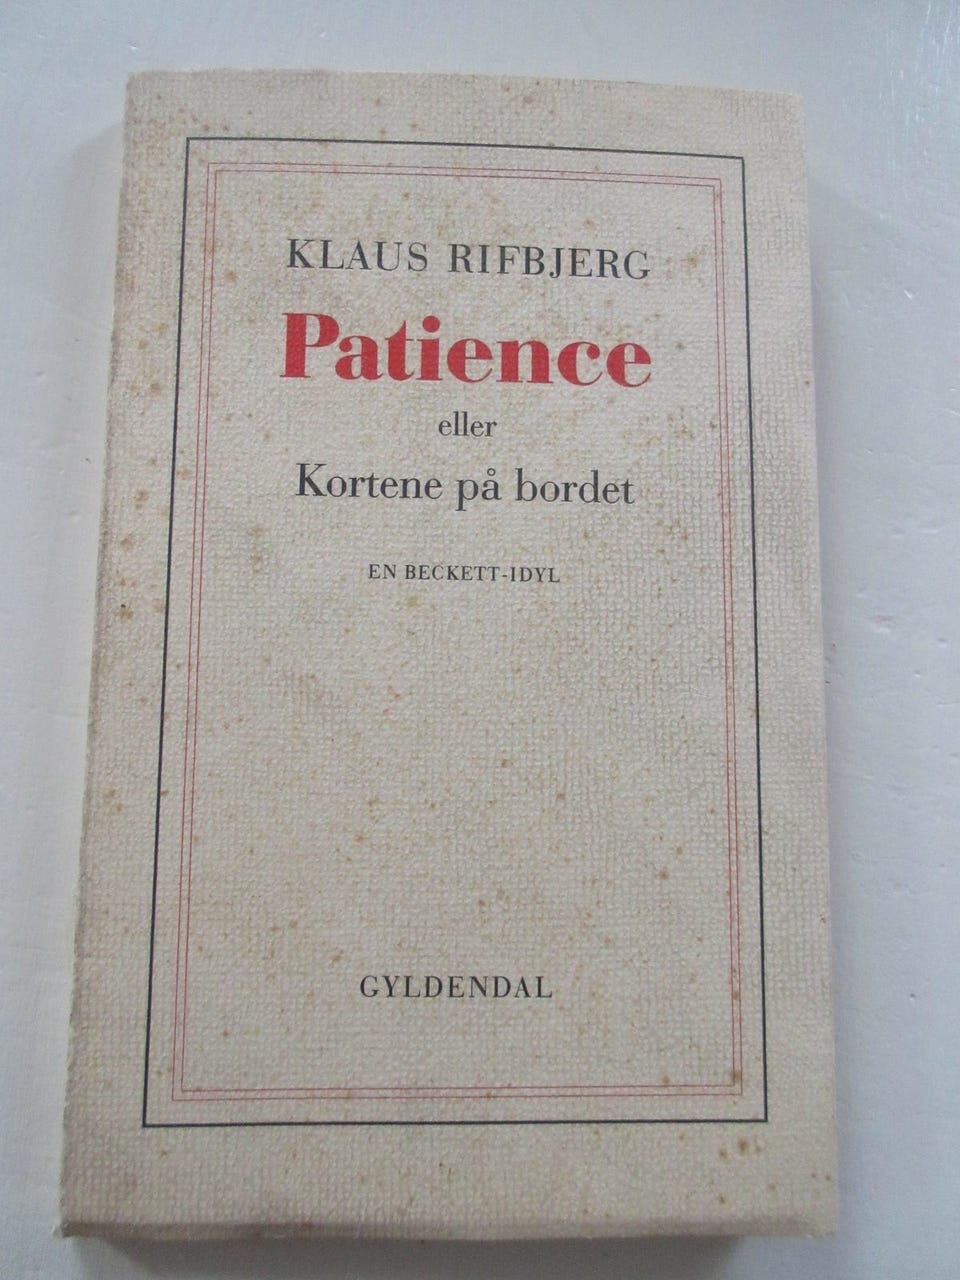 KLAUS RIFBJERG
Patience
eller
Kortene på bordet
EN BECKETT-IDYL
GYLDENDAL